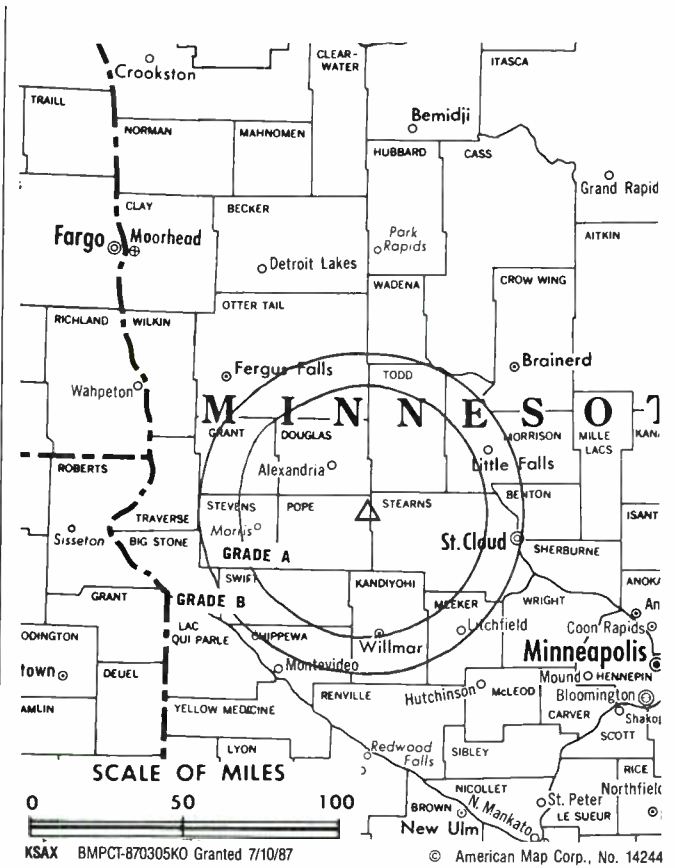 CLEAR-
WATER
ITASCA
Crookston
TRAILL
Bemidji
NORMAN
MAHNOMEN
HUBBARD
CASS
Grand Rapid
CLAY
BECKER
AITKIN
Fargo
Moorhead
Park
Rapids
Detroit Lakes
WADENA
CROW WING
OTTER TAIL
RICHLAND
WILKIN
Brainerd
Fergus Falls
TODD
Wahpeton
M I N N E S O T
GRANT
DOUGLAS
MORRISON
MILLE
LACS
KANA
ROBERTS
Alexandria
Little Falls
BENTON
STEVENS
POPE
STEARNS
ISANT
TRAVERSE
Morris
Sisseton
BIG STONE
St. Cloud
SHERBURNE
GRADE A
SWIFT
KANDIYOHI
ANOKA
GRANT
GRADE B
MEEKER
WRIGHT
An
LAC
QUI PARLE
CHIPPEWA
Litchfield
Coon Rapids
ODINGTON
Willmar
Minneapolis
town
DEUEL
Montevideo
Mound
HENNEPIN
RENVILLE
Hutchinson
McLEOD
Bloomington
AMLIN
YELLOW MEDICINE
CARVER
Shakop
SCOTT
LYON
Redwood
Falls
SIBLEY
SCALE OF MILES
RICE
NICOLLET
Northfield
0 50 100
BROWN
N. Mankato
St. Peter
LE SUEUR
New Ulm
KSAX BMPCT-870305KO Granted 7/10/87
© American Map Corp., No. 14244